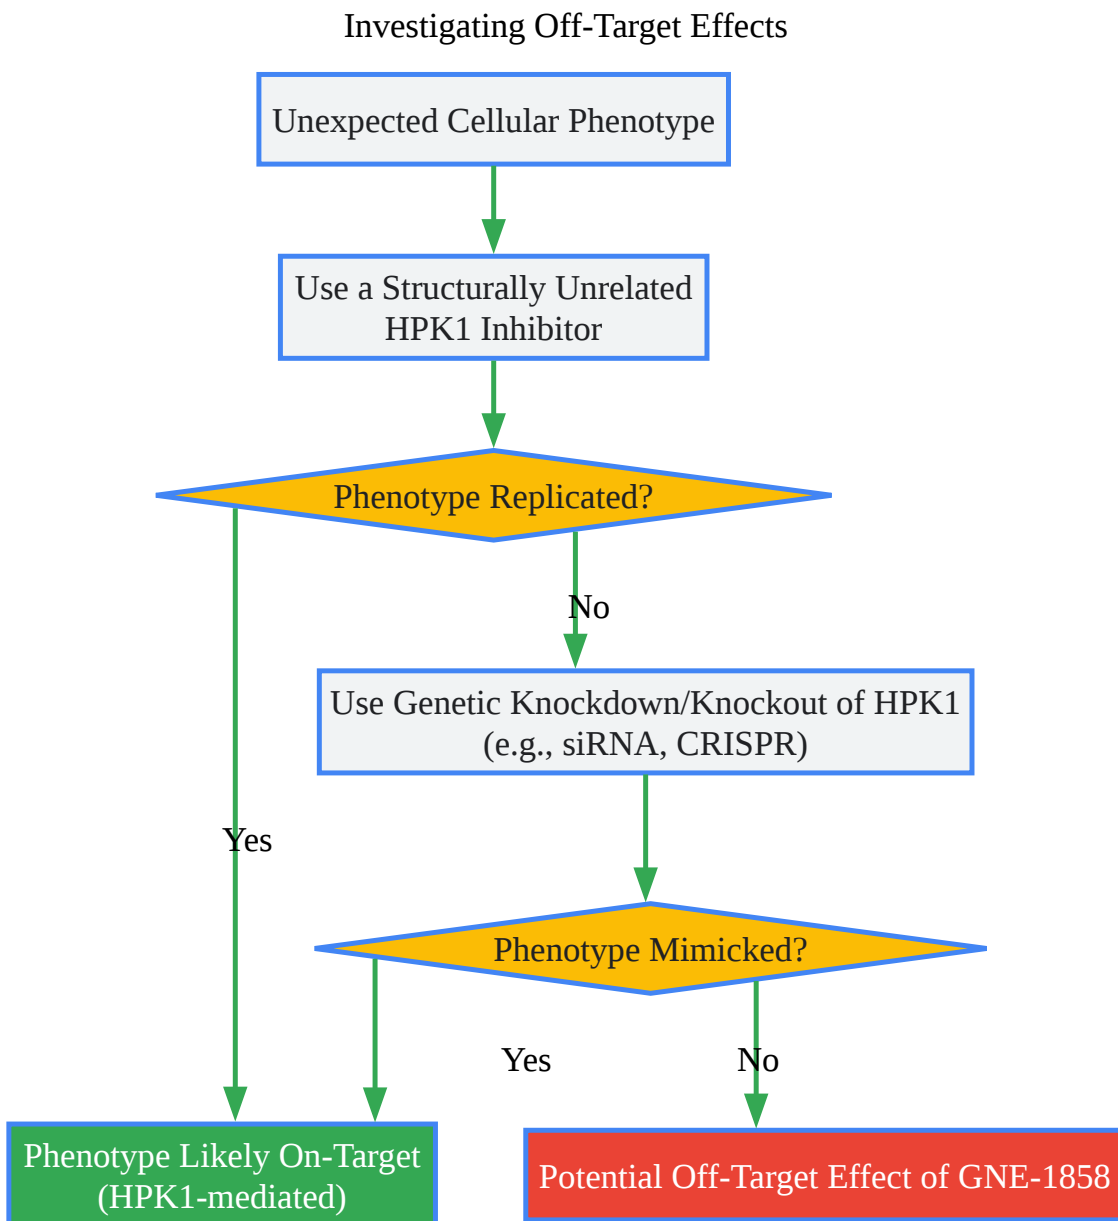 Investigating Off-Target Effects
Unexpected Cellular Phenotype
Use a Structurally Unrelated
HPK1 Inhibitor
Phenotype Replicated?
No
Use Genetic Knockdown/Knockout of HPK1
(e.g., siRNA, CRISPR)
Yes
Phenotype Mimicked?
Yes
No
Phenotype Likely On-Target
(HPK1-mediated)
Potential Off-Target Effect of GNE-1858